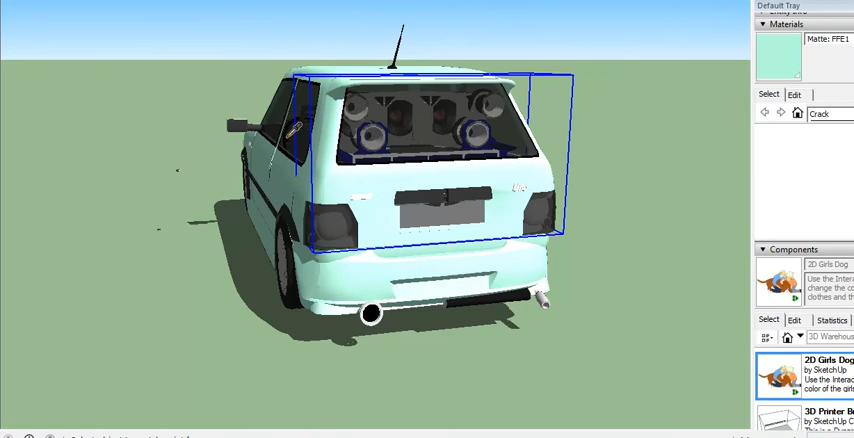 Default Tray
Materials
Matte: FFE1
Select
Edit
Crack
Components
2D Girls Dog
Use the Intera
change the co
clothes and th
Select
Edit
Statistics
3D Warehous
2D Girls Dog
by SketchUp
Use the Interac
color of the girls
3D Printer Bu
by SketchUp C